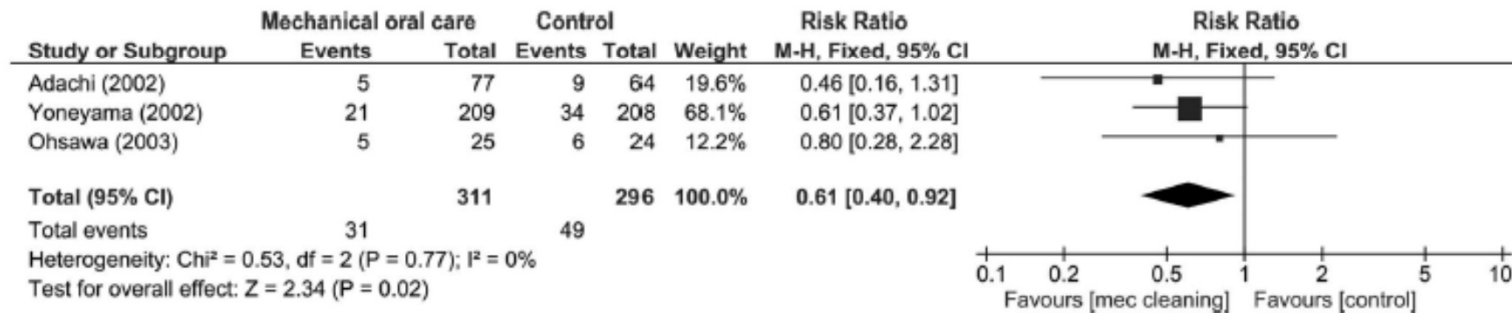 Mechanical oral care Control Risk Ratio Risk Ratio
Study or Subgroup Events Total Events Total Weight M-H, Fixed, 95% CI M-H, Fixed, 95% CI
Adachi (2002) 5 77 9 64 19.6% 0.46 [0.16, 1.31]
Yoneyama (2002) 21 209 34 208 68.1% 0.61 [0.37, 1.02]
Ohsawa (2003) 5 25 6 24 12.2% 0.80 [0.28, 2.28]
Total (95% CI) 311 296 100.0% 0.61 [0.40, 0.92]
Total events 31 49
Heterogeneity: Chi² = 0.53, df = 2 (P = 0.77); I² = 0%
Test for overall effect: Z = 2.34 (P = 0.02)
0.1 0.2 0.5 1 2 5 10
Favours [mec cleaning] Favours [control]